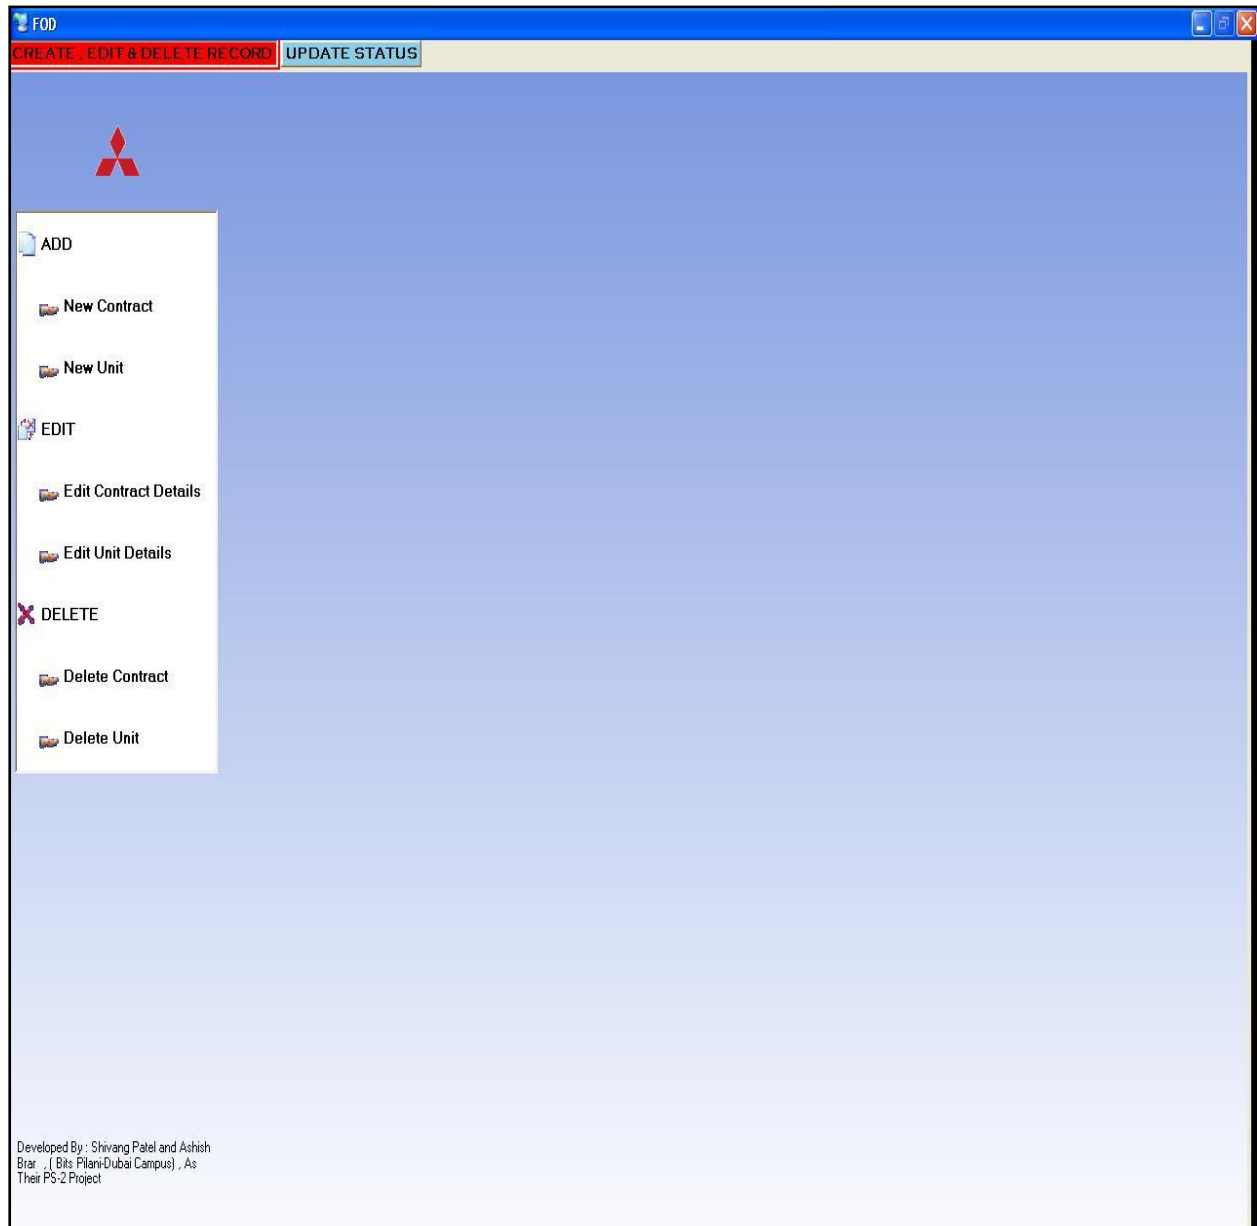 FOD
CREATE , EDIT & DELETE RECORD
UPDATE STATUS
ADD
New Contract
New Unit
EDIT
Edit Contract Details
Edit Unit Details
DELETE
Delete Contract
Delete Unit
Developed By : Shivang Patel and Ashish
Brar , ( Bits Pilani-Dubai Campus) , As
Their PS-2 Project